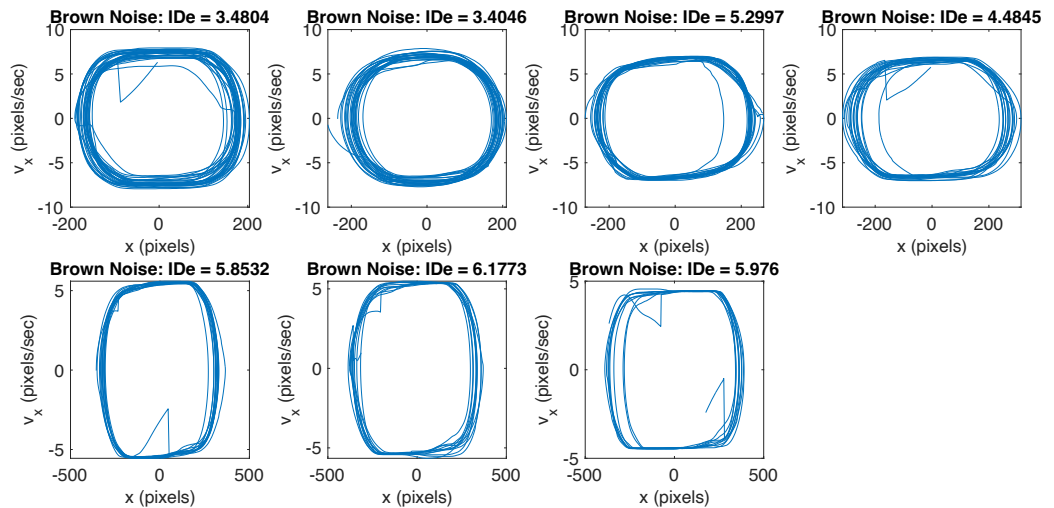 Brown Noise: IDe = 3.4804
10
5
0
-5
-10
v_x (pixels/sec)
-200
0
200
x (pixels)
Brown Noise: IDe = 3.4046
10
5
0
-5
-10
v_x (pixels/sec)
-200
0
200
x (pixels)
Brown Noise: IDe = 5.2997
10
5
0
-5
-10
v_x (pixels/sec)
-200
0
200
x (pixels)
Brown Noise: IDe = 4.4845
10
5
0
-5
-10
v_x (pixels/sec)
-200
0
200
x (pixels)
Brown Noise: IDe = 5.8532
5
0
-5
v_x (pixels/sec)
-500
0
500
x (pixels)
Brown Noise: IDe = 6.1773
5
0
-5
v_x (pixels/sec)
-500
0
500
x (pixels)
Brown Noise: IDe = 5.976
5
0
-5
v_x (pixels/sec)
-500
0
500
x (pixels)